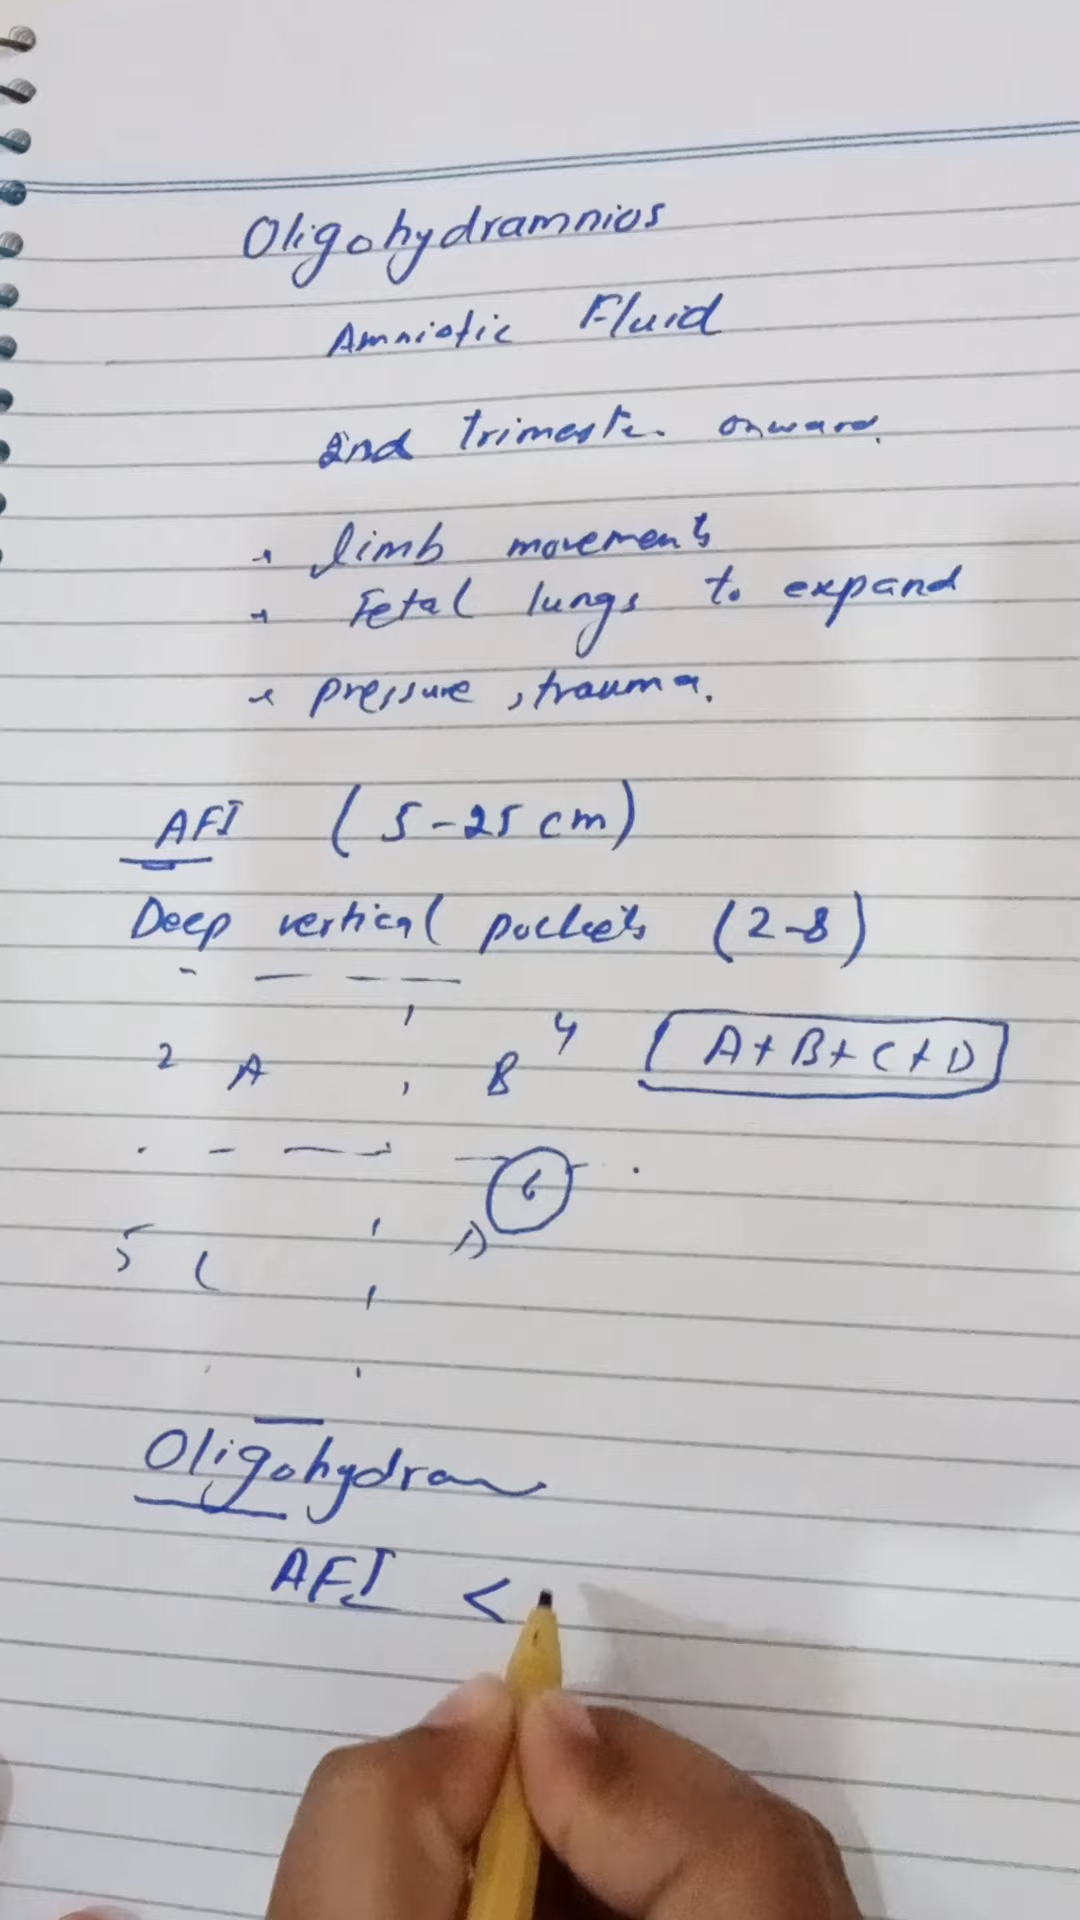 Oligohydramnios
Amniotic Fluid
2nd trimester onward.
limb movements
Fetal lungs to expand
pressure, trauma.
AFI (5-25 cm)
Deep vertical pockets (2-8)
2 A B 4 A+B+C+D
6
5 C D
Oligohydram
AFI <